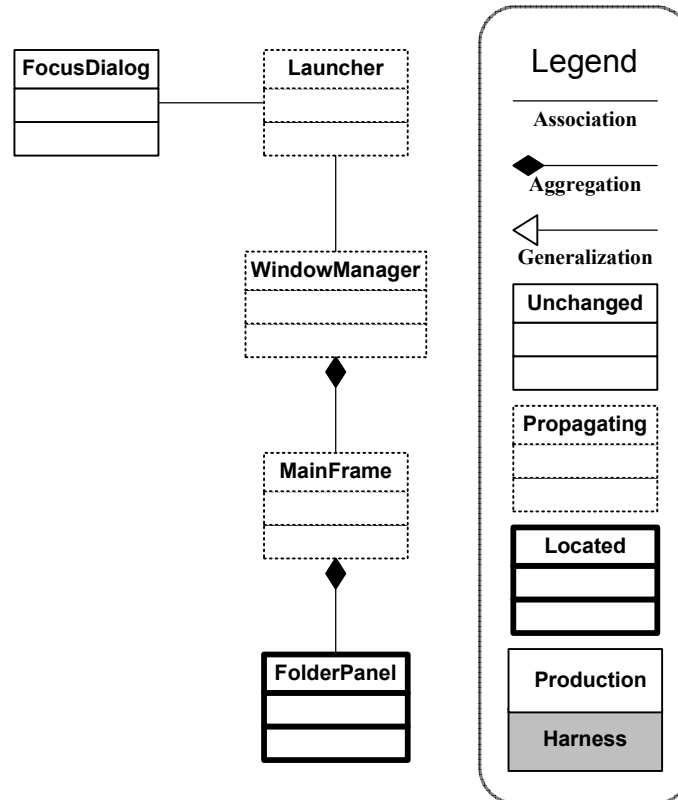 FocusDialog
Launcher
WindowManager
MainFrame
FolderPanel
Legend
Association
Aggregation
Generalization
Unchanged
Propagating
Located
Production
Harness